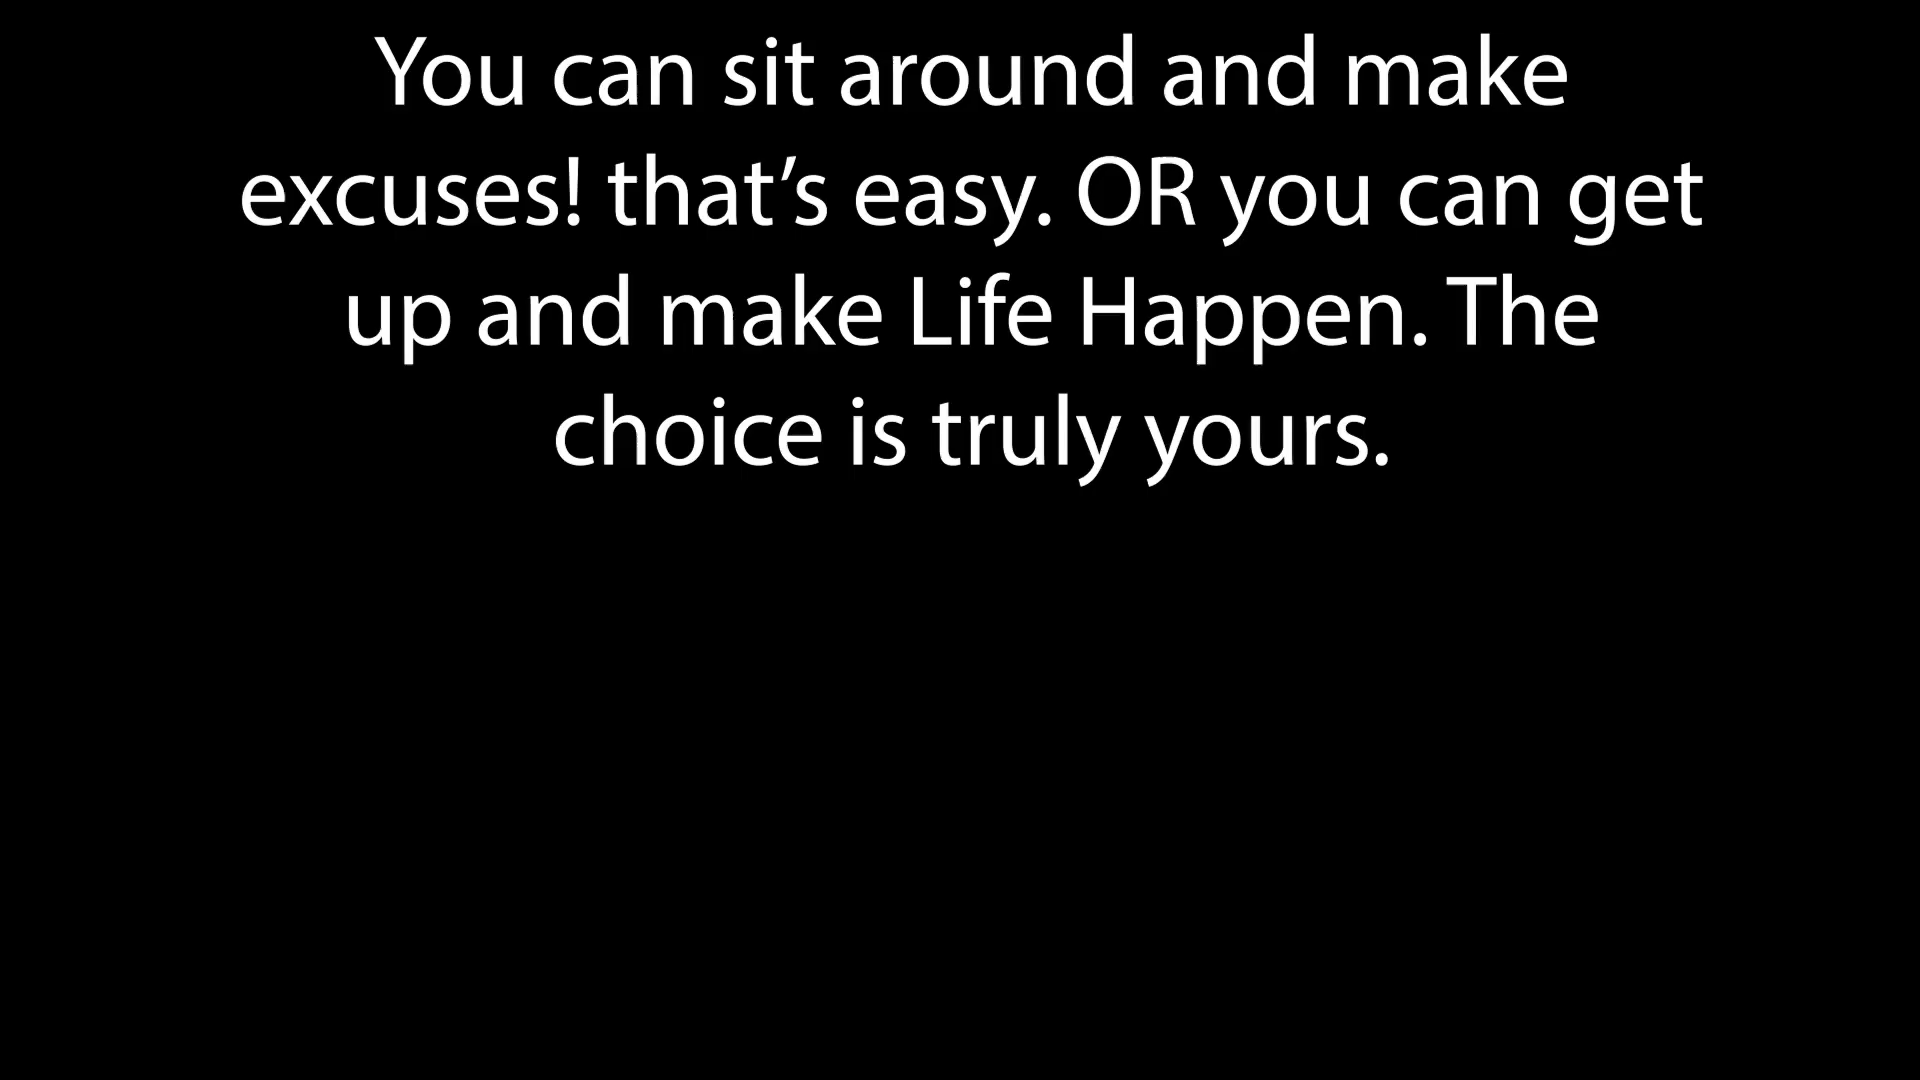 You can sit around and make
excuses! that’s easy. OR you can get
up and make Life Happen. The
choice is truly yours.